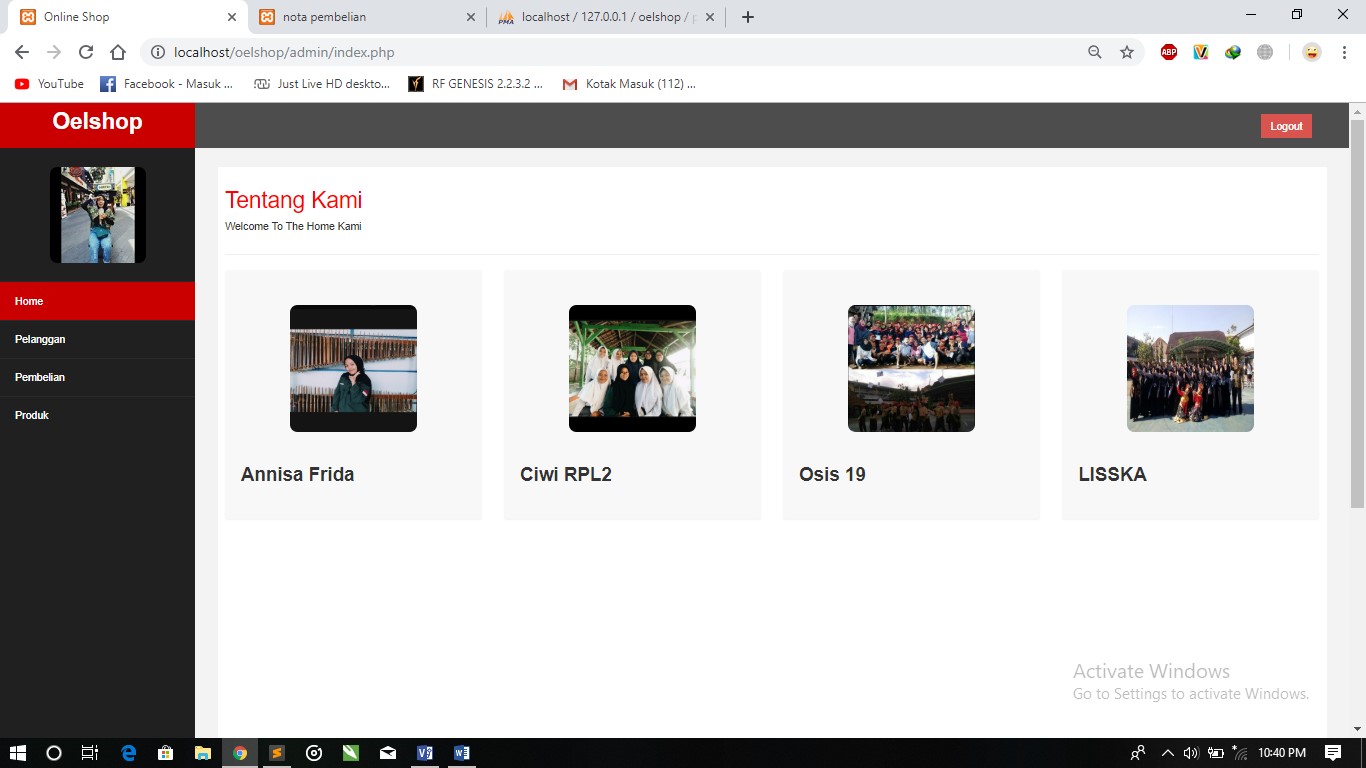 Online Shop
nota pembelian
localhost / 127.0.0.1 / oelshop /
localhost/oelshop/admin/index.php
ABP
YouTube
Facebook - Masuk ...
Just Live HD deskto...
RF GENESIS 2.2.3.2 ...
Kotak Masuk (112) ...
Oelshop
Logout
Tentang Kami
Welcome To The Home Kami
Home
Pelanggan
Pembelian
Produk
Annisa Frida
Ciwi RPL2
Osis 19
LISSKA
Activate Windows
Go to Settings to activate Windows.
10:40 PM